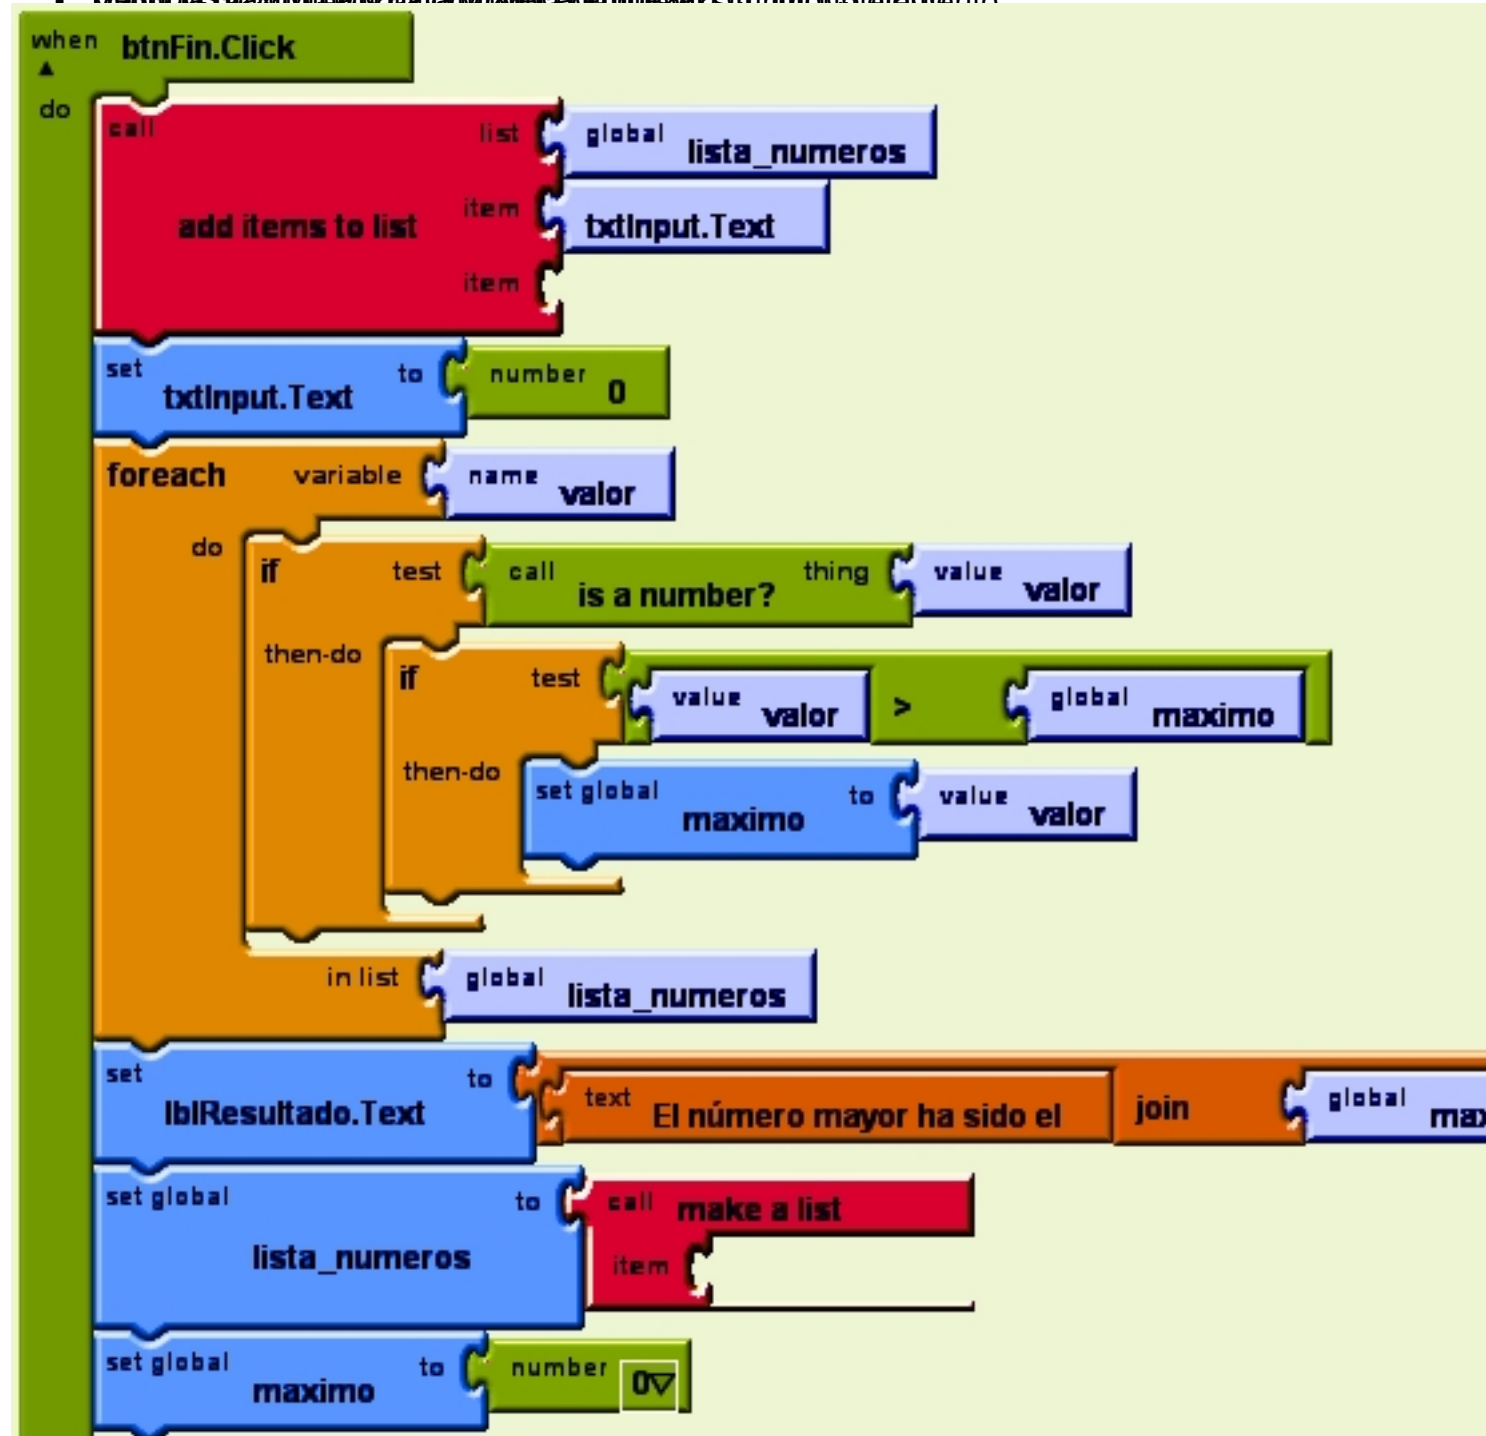 when btnFin.Click
do
call list global lista_numeros
add items to list item txtInput.Text
item
set txtInput.Text to number 0
foreach variable name valor
do if test call is a number? thing value valor
then-do if test value valor > global maximo
then-do set global maximo to value valor
in list global lista_numeros
set lblResultado.Text to text El número mayor ha sido el join global
set global lista_numeros to call make a list
item
set global maximo to number 0